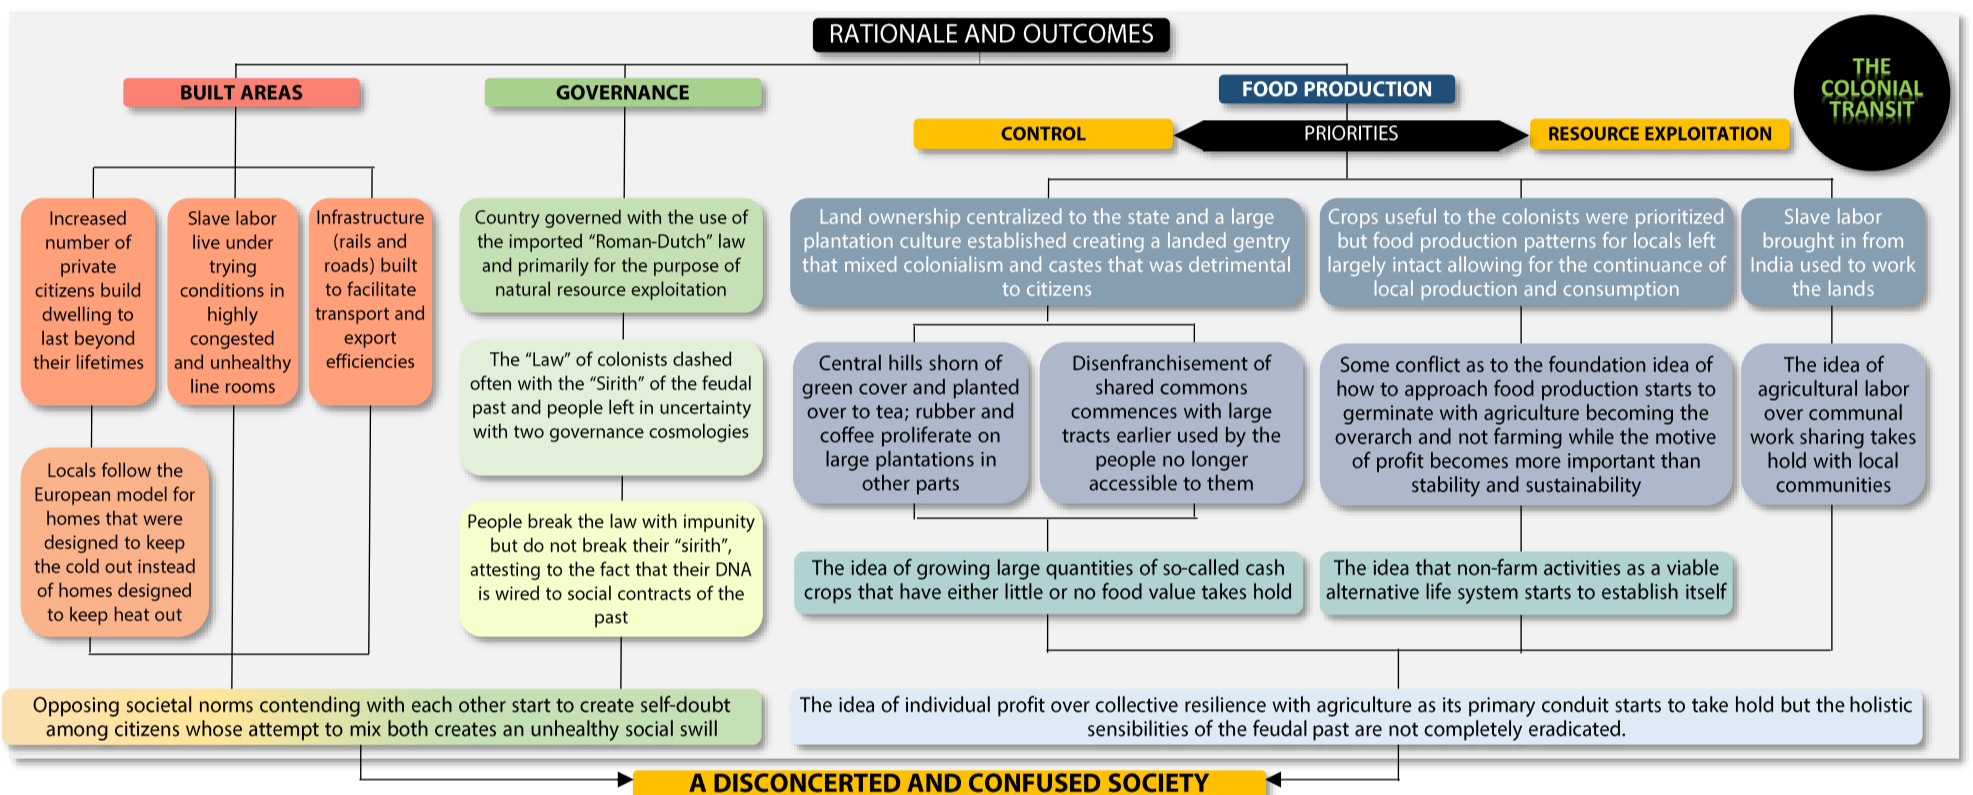 RATIONALE AND OUTCOMES
THE
COLONIAL
TRANSIT
BUILT AREAS
GOVERNANCE
FOOD PRODUCTION
CONTROL
PRIORITIES
RESOURCE EXPLOITATION
Increased
number of
private
citizens build
dwelling to
last beyond
their lifetimes
Slave labor
live under
trying
conditions in
highly
congested
and unhealthy
line rooms
Infrastructure
(rails and
roads) built
to facilitate
transport and
export
efficiencies
Locals follow the
European model for
homes that were
designed to keep
the cold out instead
of homes designed
to keep heat out
Country governed with the use of
the imported “Roman-Dutch” law
and primarily for the purpose of
natural resource exploitation
The “Law” of colonists dashed
often with the “Sirith” of the feudal
past and people left in uncertainty
with two governance cosmologies
People break the law with impunity
but do not break their “sirith”,
attesting to the fact that their DNA
is wired to social contracts of the
past
Land ownership centralized to the state and a large
plantation culture established creating a landed gentry
that mixed colonialism and castes that was detrimental
to citizens
Crops useful to the colonists were prioritized
but food production patterns for locals left
largely intact allowing for the continuance of
local production and consumption
Slave labor
brought in from
India used to work
the lands
Central hills shorn of
green cover and planted
over to tea; rubber and
coffee proliferate on
large plantations in
other parts
Disenfranchisement of
shared commons
commences with large
tracts earlier used by the
people no longer
accessible to them
Some conflict as to the foundation idea of
how to approach food production starts to
germinate with agriculture becoming the
overarch and not farming while the motive
of profit becomes more important than
stability and sustainability
The idea of
agricultural labor
over communal
work sharing takes
hold with local
communities
The idea of growing large quantities of so-called cash
crops that have either little or no food value takes hold
The idea that non-farm activities as a viable
alternative life system starts to establish itself
Opposing societal norms contending with each other start to create self-doubt
among citizens whose attempt to mix both creates an unhealthy social swill
The idea of individual profit over collective resilience with agriculture as its primary conduit starts to take hold but the holistic
sensibilities of the feudal past are not completely eradicated.
A DISCONCERTED AND CONFUSED SOCIETY